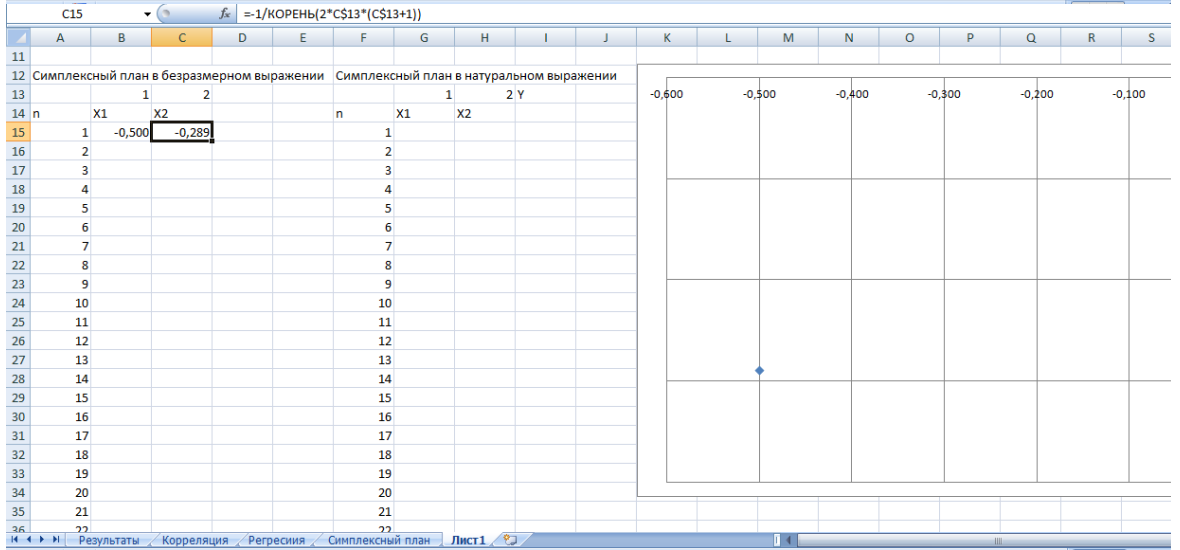 C15 fx =-1/КОРЕНЬ(2*C$13*(C$13+1))
A B C D E F G H I J K L M N O P Q R S
11
12 Симплексный план в безразмерном выражении Симплексный план в натуральном выражении
13 1 2 1 2 Y -0,600 -0,500 -0,400 -0,300 -0,200 -0,100
14 n X1 X2 n X1 X2
15 1 -0,500 -0,289 1
16 2 2
17 3 3
18 4 4
19 5 5
20 6 6
21 7 7
22 8 8
23 9 9
24 10 10
25 11 11
26 12 12
27 13 13
28 14 14
29 15 15
30 16 16
31 17 17
32 18 18
33 19 19
34 20 20
35 21 21
36 22 22
Результаты Корреляция Регресиия Симплексный план Лист1